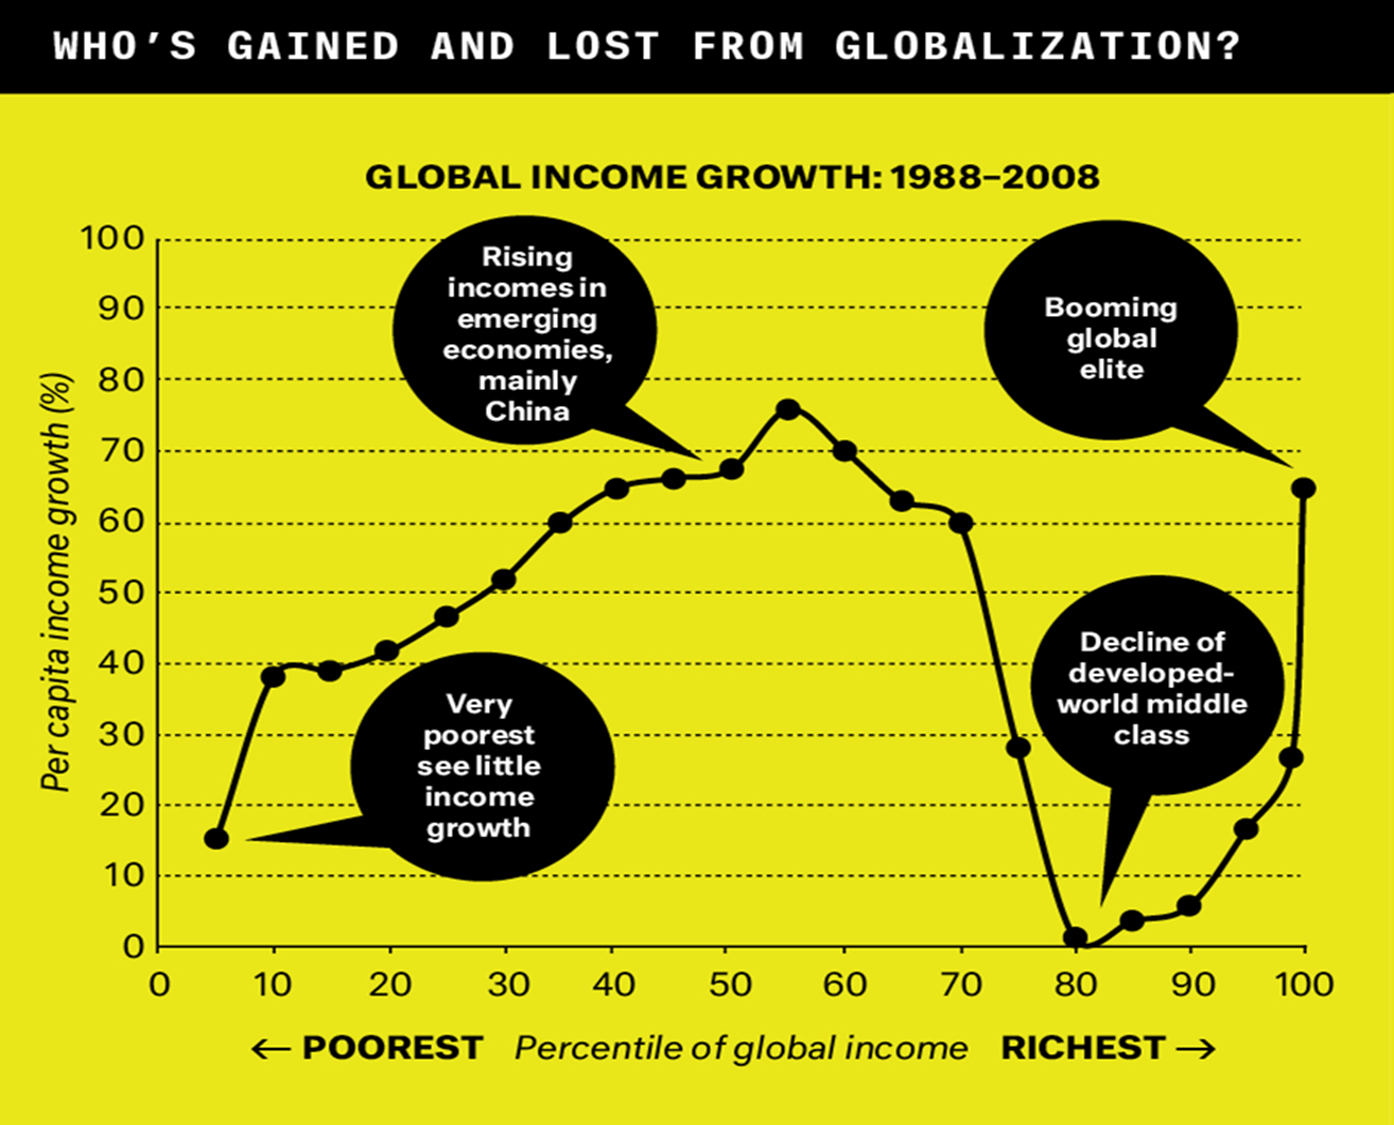 WHO’S GAINED AND LOST FROM GLOBALIZATION?
GLOBAL INCOME GROWTH: 1988–2008
Per capita income growth (%)
100
90
80
70
60
50
40
30
20
10
0
Rising
incomes in
emerging
economies,
mainly
China
Booming
global
elite
Very
poorest
see little
income
growth
Decline of
developed-
world middle
class
0 10 20 30 40 50 60 70 80 90 100
← POOREST Percentile of global income RICHEST →